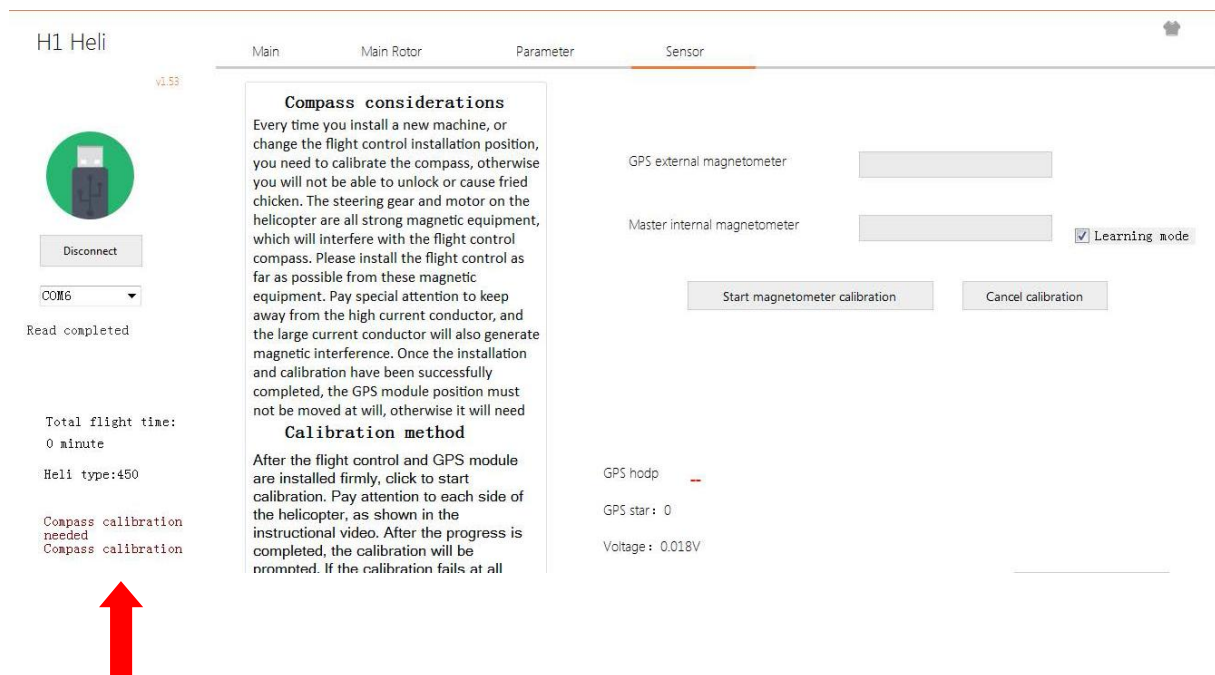 H1 Heli
v1.53
Main
Main Rotor
Parameter
Sensor
Disconnect
COM6
Read completed
Total flight time:
0 minute
Heli type:450
Compass calibration
needed
Compass calibration
Compass considerations
Every time you install a new machine, or
change the flight control installation position,
you need to calibrate the compass, otherwise
you will not be able to unlock or cause fried
chicken. The steering gear and motor on the
helicopter are all strong magnetic equipment,
which will interfere with the flight control
compass. Please install the flight control as
far as possible from these magnetic
equipment. Pay special attention to keep
away from the high current conductor, and
the large current conductor will also generate
magnetic interference. Once the installation
and calibration have been successfully
completed, the GPS module position must
not be moved at will, otherwise it will need
Calibration method
After the flight control and GPS module
are installed firmly, click to start
calibration. Pay attention to each side of
the helicopter, as shown in the
instructional video. After the progress is
completed, the calibration will be
prompted. If the calibration fails at all
GPS external magnetometer
Master internal magnetometer
Learning mode
Start magnetometer calibration
Cancel calibration
GPS hodp --
GPS star: 0
Voltage: 0.018V